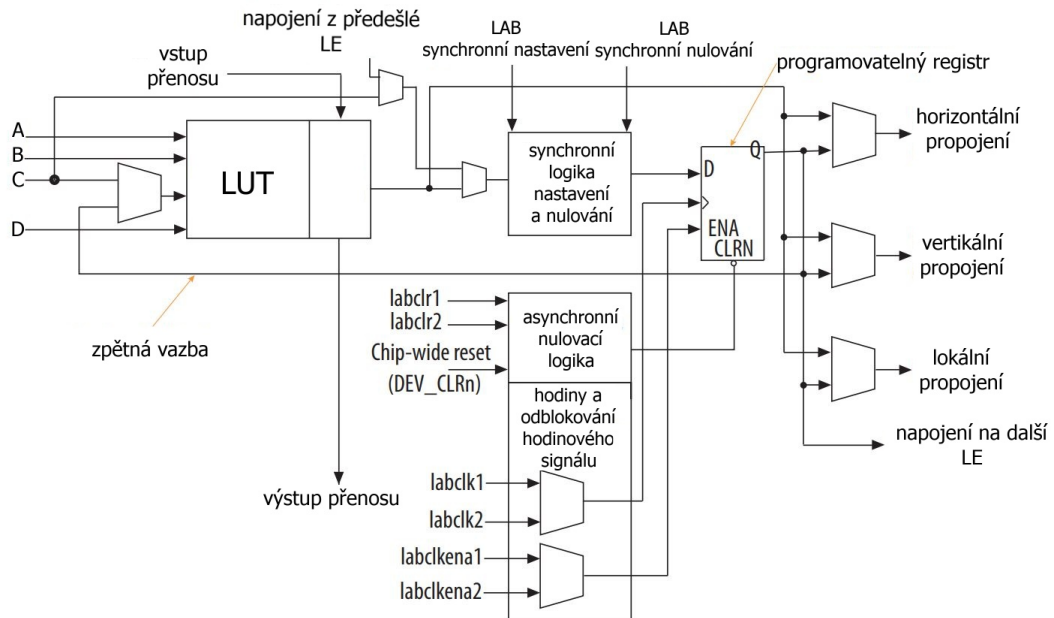 napojení z předešlé
LE
LAB
synchronní nastavení
LAB
synchronní nulování
vstup
přenosu
programovatelný registr
A
B
C
D
LUT
synchronní
logika
nastavení
a nulování
D
Q
ENA
CLRN
horizontální
propojení
vertikální
propojení
lokální
propojení
napojení na další
LE
zpětná vazba
labclr1
labclr2
Chip-wide reset
(DEV_CLRn)
asynchronní
nulovací
logika
hodiny a
odblokování
hodinového
signálu
výstup přenosu
labclk1
labclk2
labclkena1
labclkena2